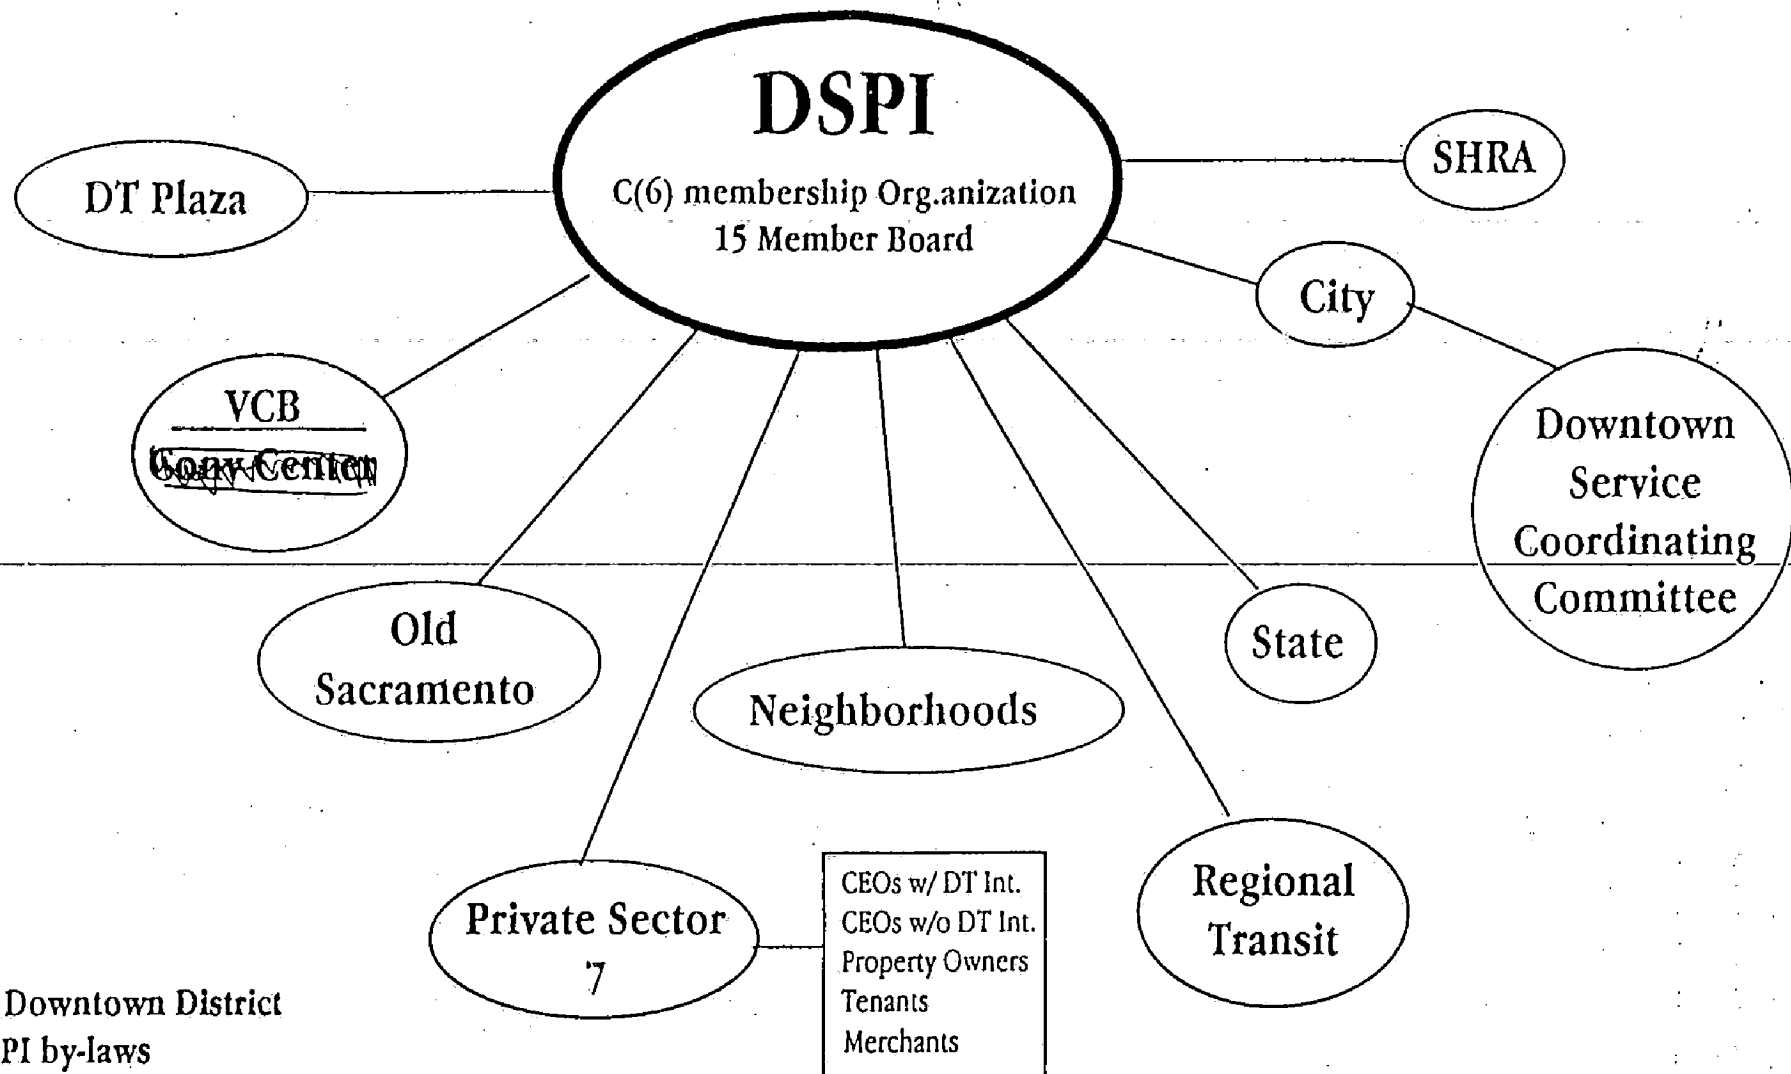 DSPI
C(6) membership Org.anization
15 Member Board
SHRA
DT Plaza
City
VCB
Downtown
Service
Coordinating
Committee
Old
Sacramento
State
Neighborhoods
Private Sector
7
CEOs w/ DT Int.
CEOs w/o DT Int.
Property Owners
Tenants
Merchants
Regional
Transit
Downtown District
PI by-laws